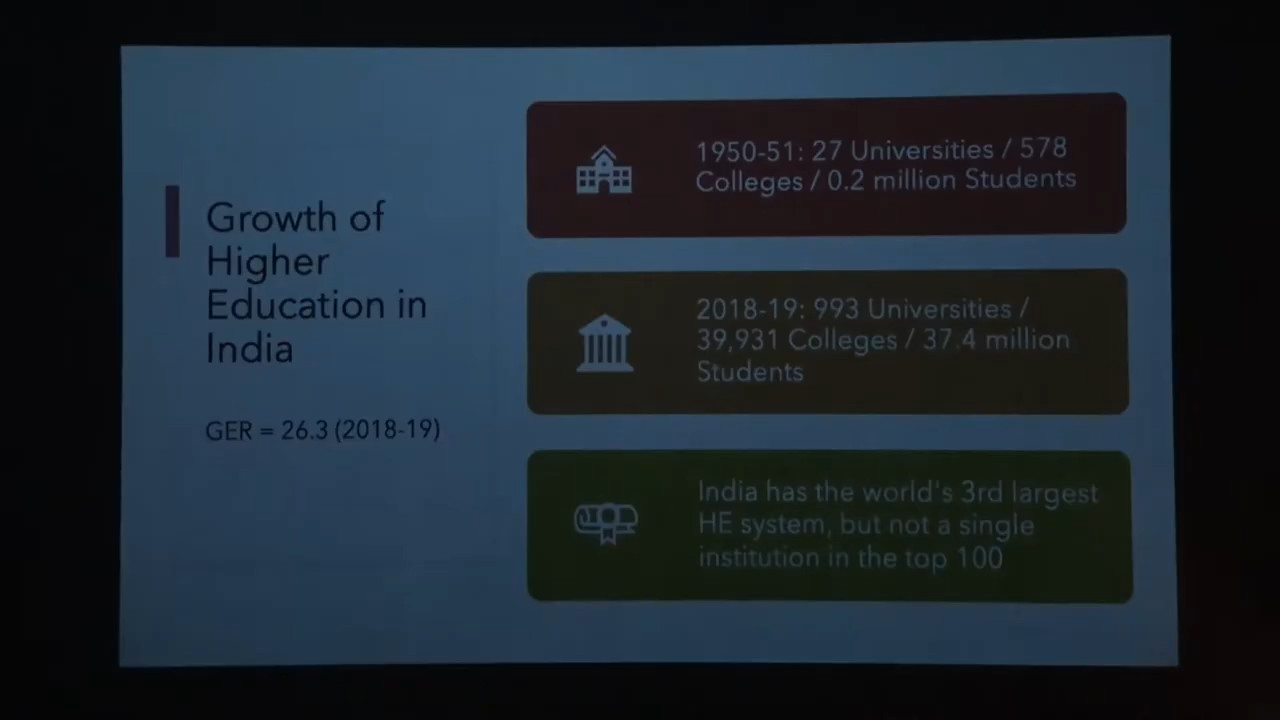 Growth of
Higher
Education in
India
GER = 26.3 (2018-19)
1950-51: 27 Universities / 578
Colleges / 0.2 million Students
2018-19: 993 Universities /
39,931 Colleges / 37.4 million
Students
India has the world's 3rd largest
HE system, but not a single
institution in the top 100